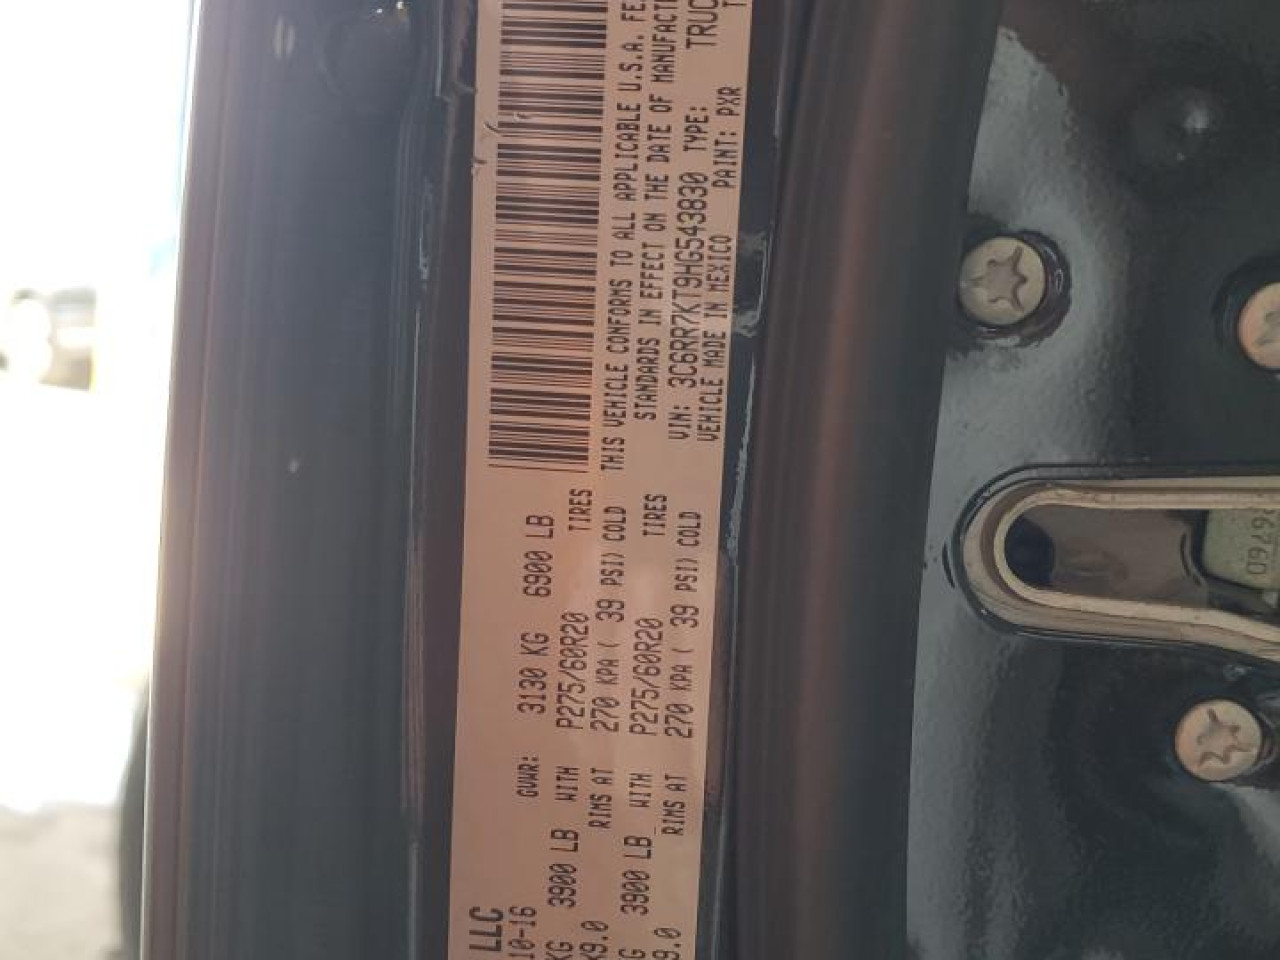 LLC
10-16 GVWR: 3130 KG 6900 LB
KG 3900 LB WITH P275/60R20 TIRES
X9.0 RIMS AT 270 KPA ( 39 PSI) COLD
KG 3900 LB WITH P275/60R20 TIRES
9.0 RIMS AT 270 KPA ( 39 PSI) COLD
THIS VEHICLE CONFORMS TO ALL APPLICABLE U.S.A. FE
STANDARDS IN EFFECT ON THE DATE OF MANUFACT
VIN: 3C6RR7KT9HG543830 TYPE: TRUC
VEHICLE MADE IN MEXICO PAINT: PXR T